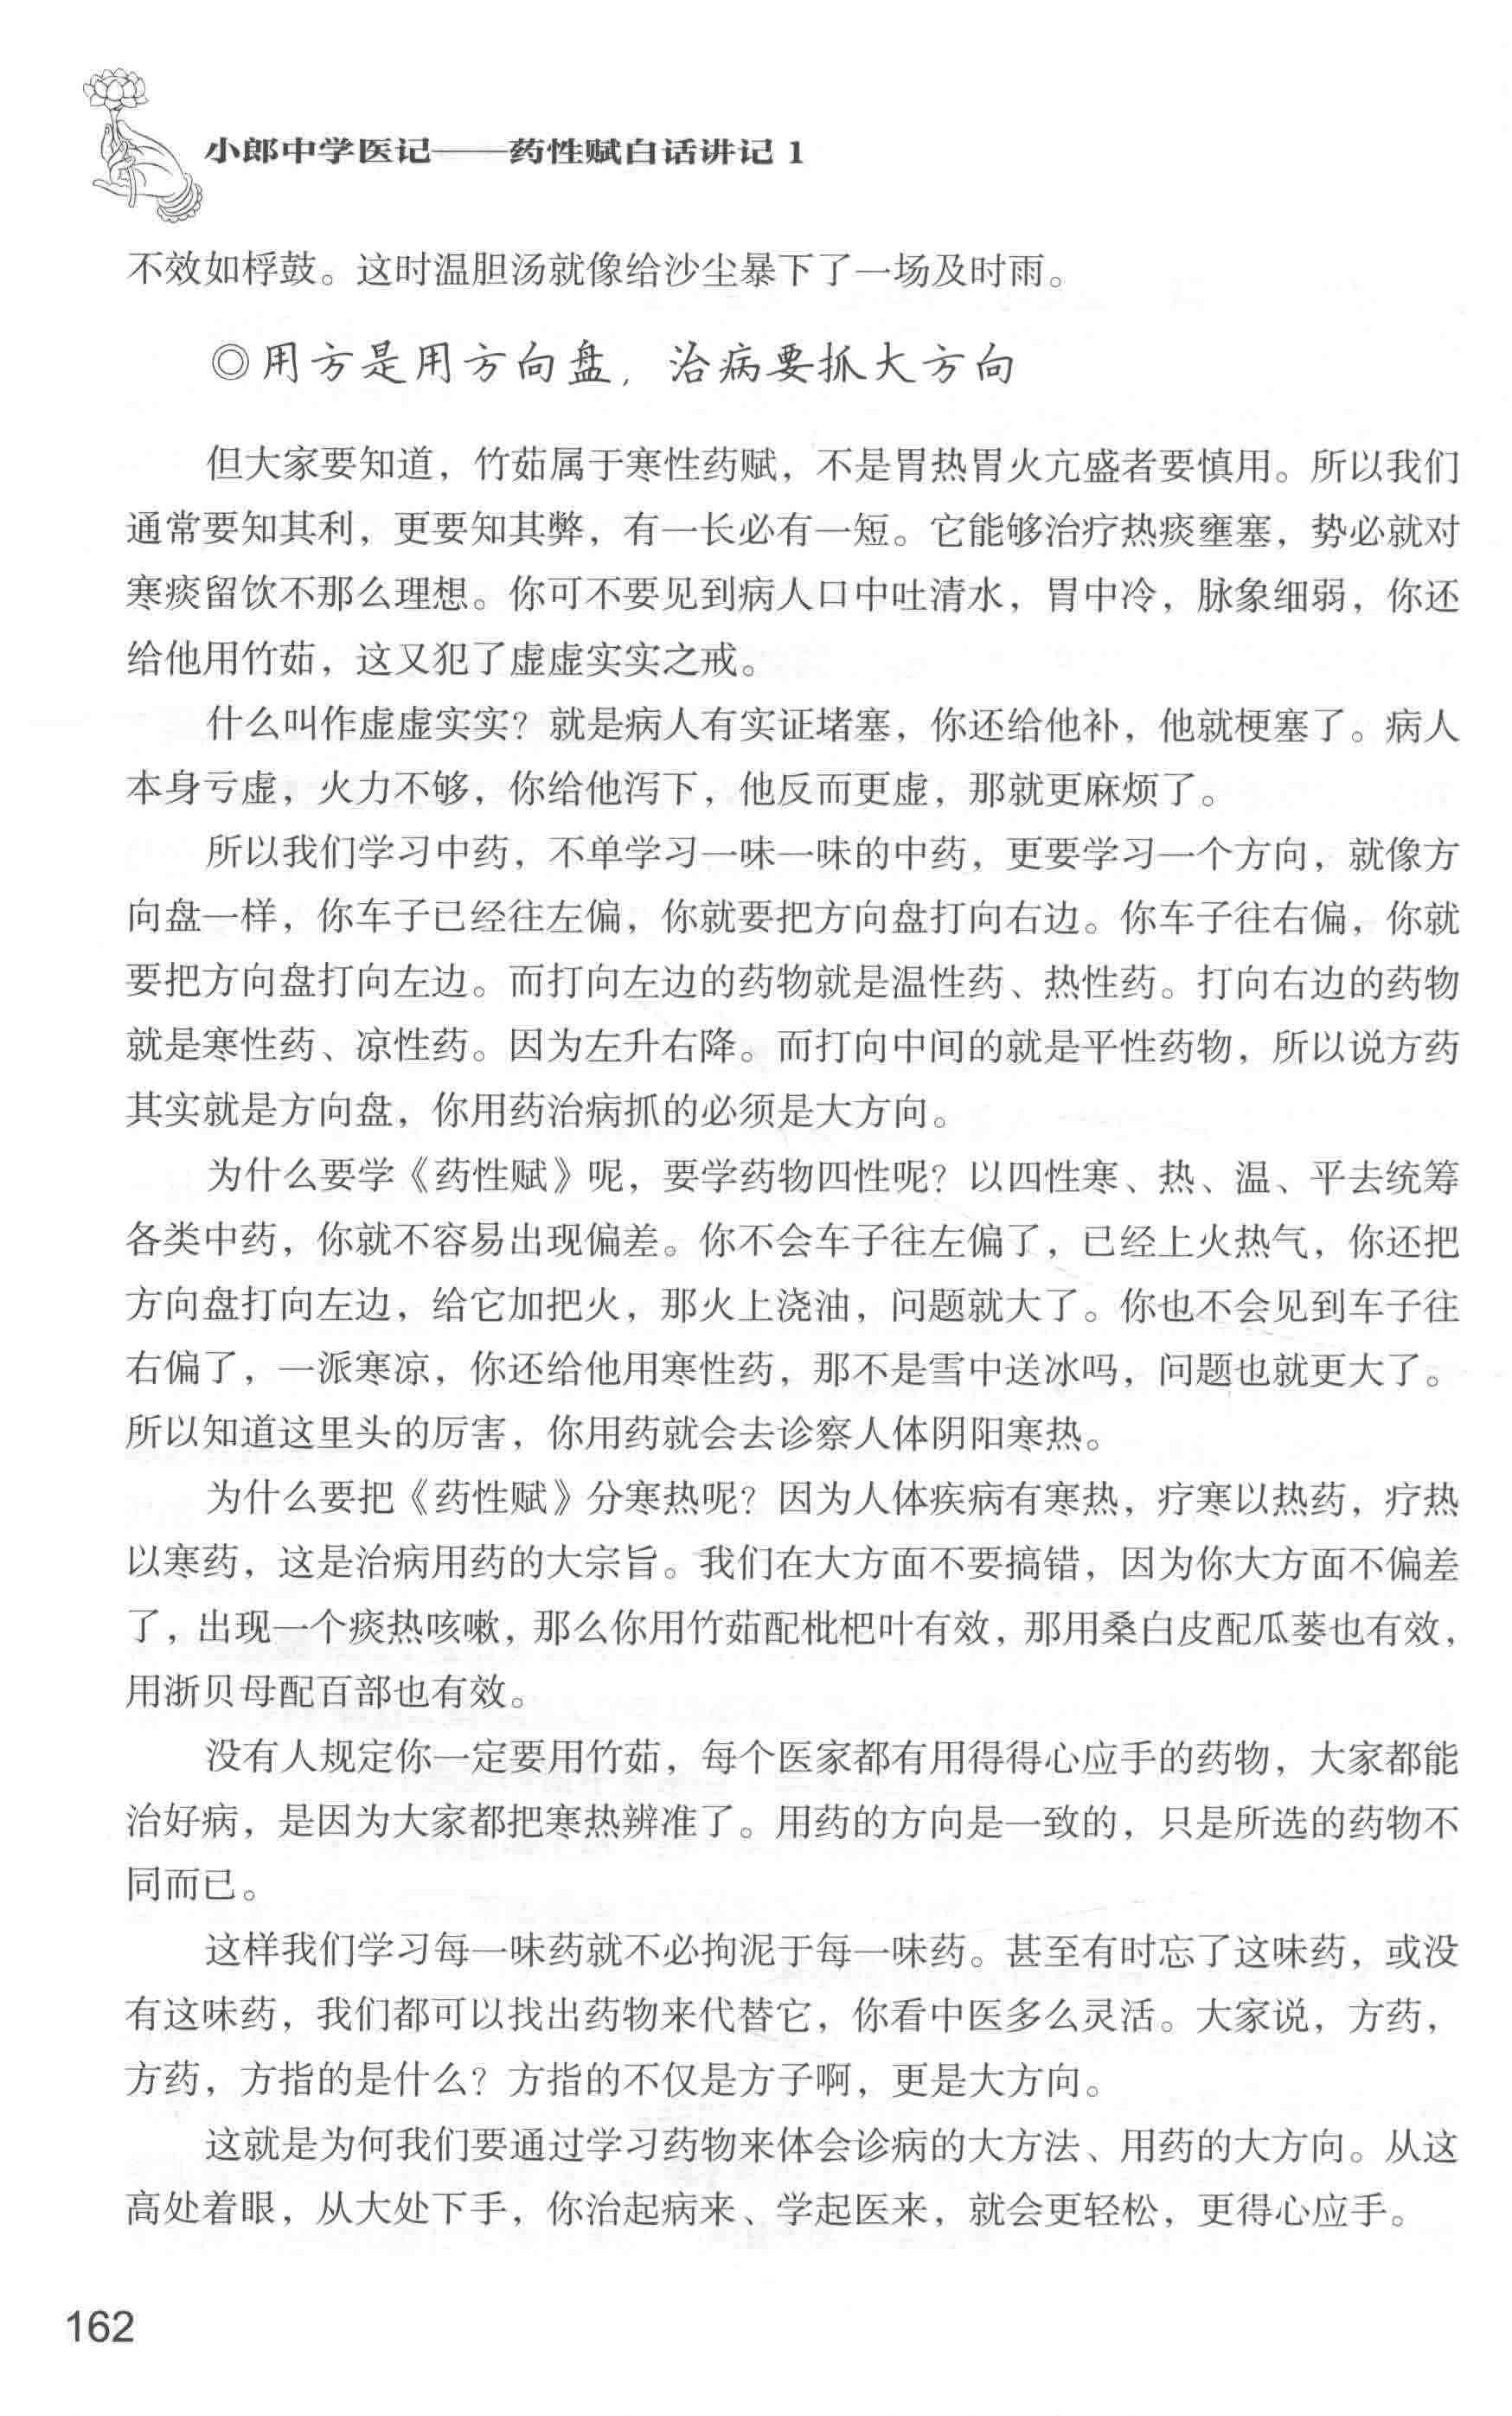 小郎中学医记——药性赋白话讲记 1
不效如桴鼓。这时温胆汤就像给沙尘暴下了一场及时雨。
◎用方是用方向盘，治病要抓大方向
但大家要知道，竹茹属于寒性药赋，不是胃热胃火亢盛者要慎用。所以我们
通常要知其利，更要知其弊，有一长必有一短。它能够治疗热痰壅塞，势必就对
寒痰留饮不那么理想。你可不要见到病人口中吐清水，胃中冷，脉象细弱，你还
给他用竹茹，这又犯了虚虚实实之戒。
什么叫作虚虚实实？就是病人有实证堵塞，你还给他补，他就梗塞了。病人
本身亏虚，火力不够，你给他泻下，他反而更虚，那就更麻烦了。
所以我们学习中药，不单学习一味一味的中药，更要学习一个方向，就像方
向盘一样，你车子已经往左偏，你就要把方向盘打向右边。你车子往右偏，你就
要把方向盘打向左边。而打向左边的药物就是温性药、热性药。打向右边的药物
就是寒性药、凉性药。因为左升右降。而打向中间的就是平性药物，所以说方药
其实就是方向盘，你用药治病抓的必须是大方向。
为什么要学《药性赋》呢，要学药物四性呢？以四性寒、热、温、平去统筹
各类中药，你就不容易出现偏差。你不会车子往左偏了，已经上火热气，你还把
方向盘打向左边，给它加把火，那火上浇油，问题就大了。你也不会见到车子往
右偏了，一派寒凉，你还给他用寒性药，那不是雪中送冰吗，问题也就更大了。
所以知道这里头的厉害，你用药就会去诊察人体阴阳寒热。
为什么要把《药性赋》分寒热呢？因为人体疾病有寒热，疗寒以热药，疗热
以寒药，这是治病用药的大宗旨。我们在大方面不要搞错，因为你大方面不偏差
了，出现一个痰热咳嗽，那么你用竹茹配枇杷叶有效，那用桑白皮配瓜蒌也有效，
用浙贝母配百部也有效。
没有人规定你一定要用竹茹，每个医家都有用得得心应手的药物，大家都能
治好病，是因为大家都把寒热辨准了。用药的方向是一致的，只是所选的药物不
同而已。
这样我们学习每一味药就不必拘泥于每一味药。甚至有时忘了这味药，或没
有这味药，我们都可以找出药物来代替它，你看中医多么灵活。大家说，方药，
方药，方指的是什么？方指的不仅是方子啊，更是大方向。
这就是为何我们要通过学习药物来体会诊病的大方法、用药的大方向。从这
高处着眼，从大处下手，你治起病来、学起医来，就会更轻松，更得心应手。
162